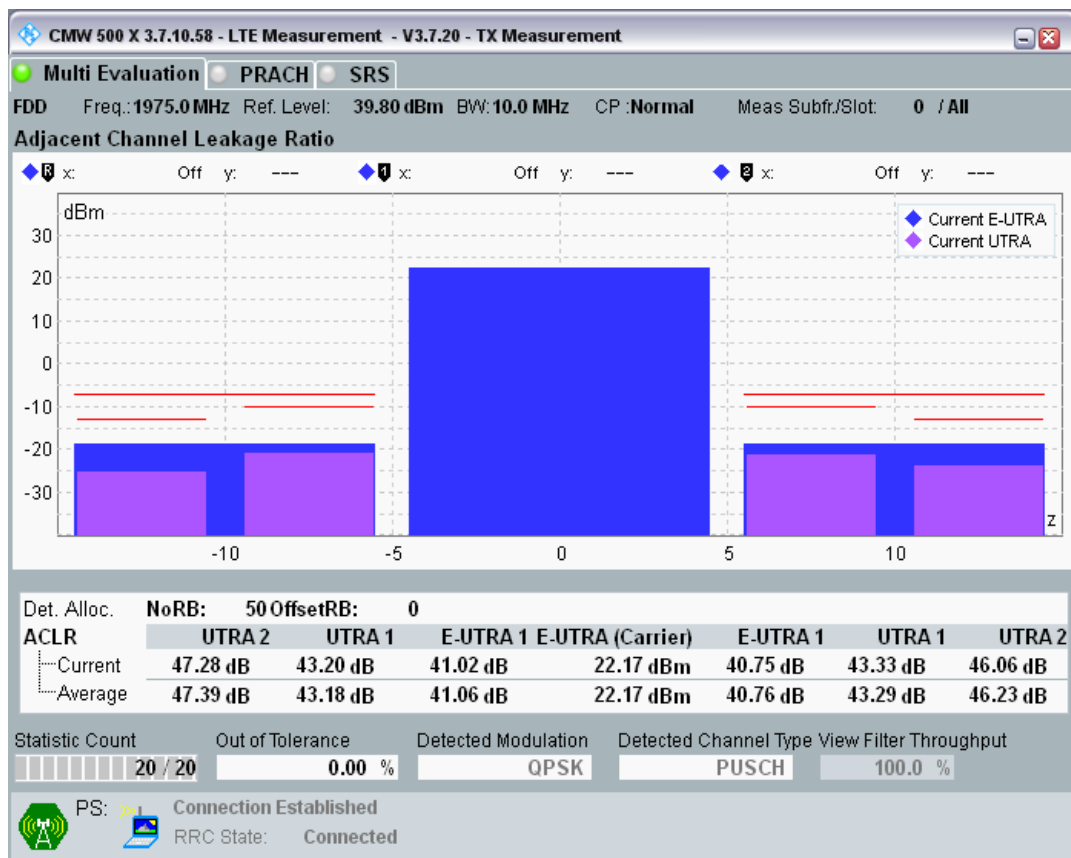 CMW 500 X 3.7.10.58 - LTE Measurement - V3.7.20 - TX Measurement
Multi Evaluation PRACH SRS
FDD Freq.:1975.0 MHz Ref. Level: 39.80 dBm BW:10.0 MHz CP :Normal Meas Subfr./Slot: 0 / All
Adjacent Channel Leakage Ratio
R x: Off y: --- 1 x: Off y: --- 2 x: Off y: ---
dBm
Current E-UTRA
Current UTRA
30
20
10
0
-10
-20
-30
z
-10 -5 0 5 10
Det. Alloc. NoRB: 50 OffsetRB: 0
ACLR UTRA 2 UTRA 1 E-UTRA 1 E-UTRA (Carrier) E-UTRA 1 UTRA 1 UTRA 2
Current 47.28 dB 43.20 dB 41.02 dB 22.17 dBm 40.75 dB 43.33 dB 46.06 dB
Average 47.39 dB 43.18 dB 41.06 dB 22.17 dBm 40.76 dB 43.29 dB 46.23 dB
Statistic Count Out of Tolerance Detected Modulation Detected Channel Type View Filter Throughput
20 / 20 0.00 % QPSK PUSCH 100.0 %
PS: Connection Established
RRC State: Connected